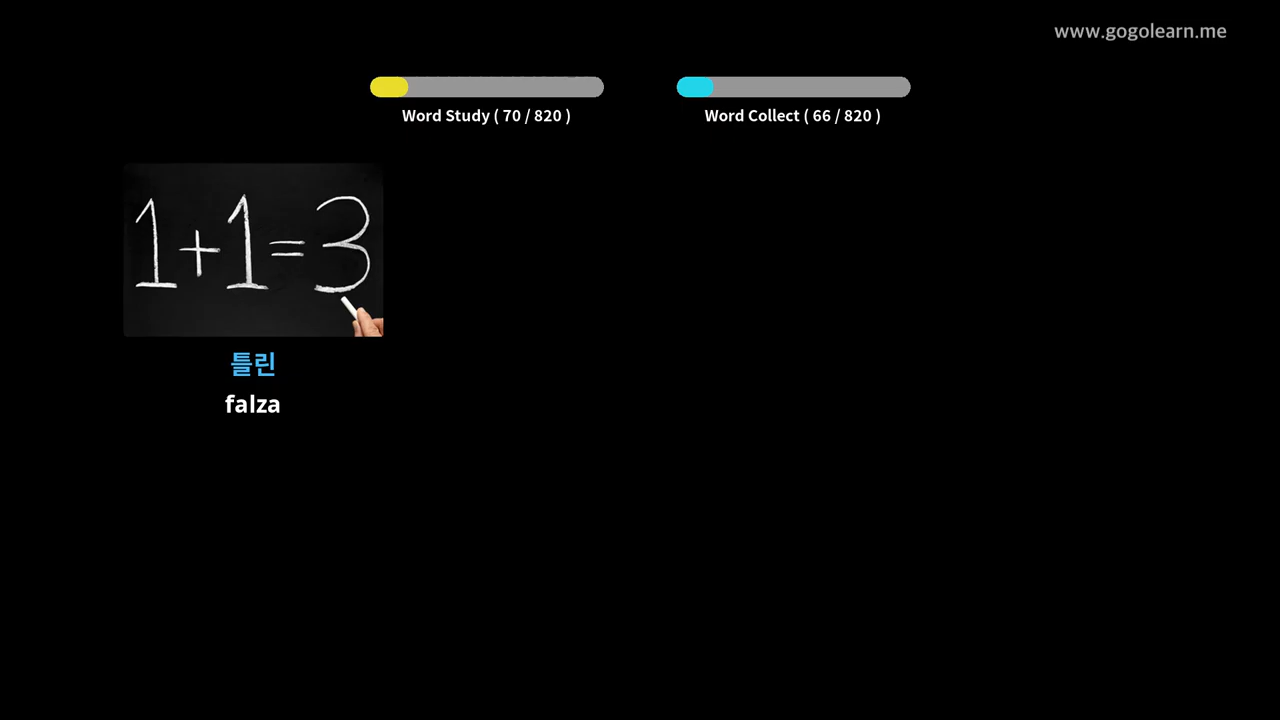 www.gogolearn.me
Word Study ( 70 / 820 )
Word Collect ( 66 / 820 )
1+1=3
틀린
falza